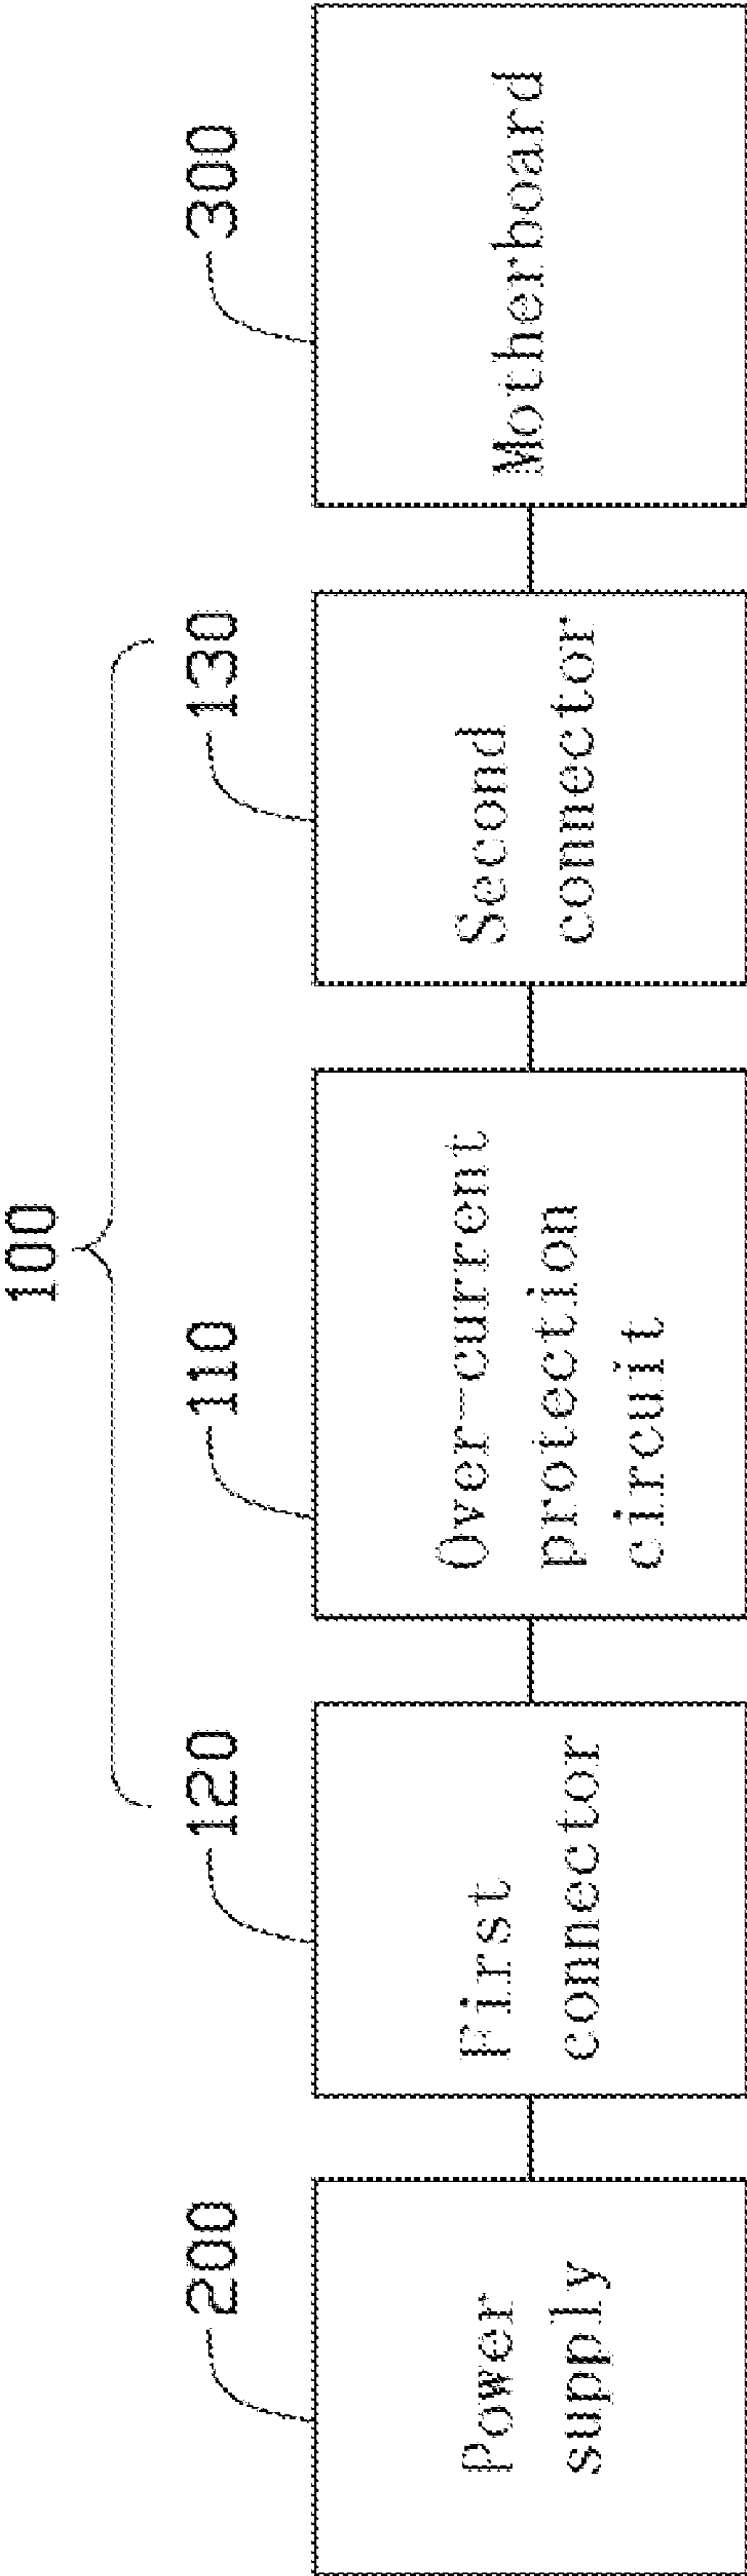 100
200
120
110
130
300
Power
supply
First
connector
Over-current
protection
circuit
Second
connector
Motherboard